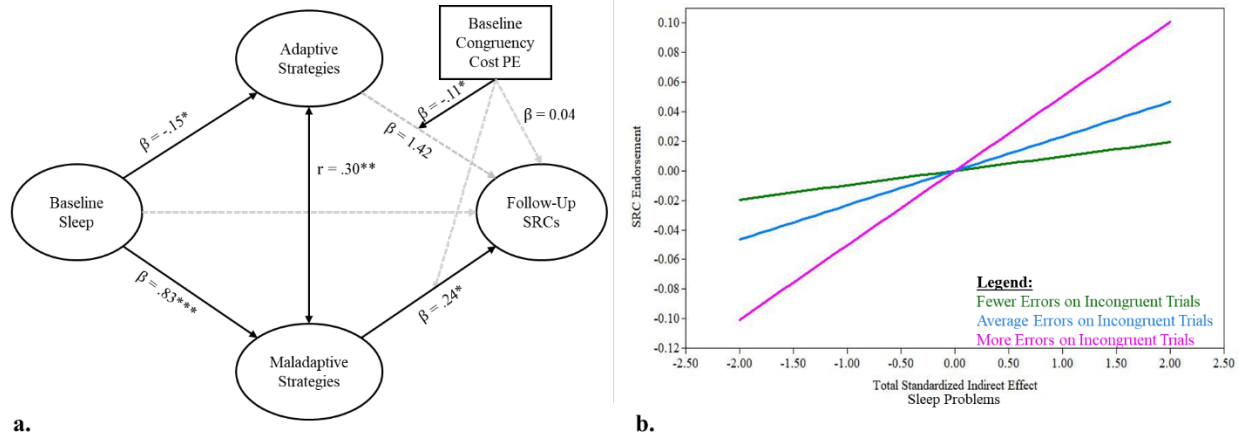 Baseline
Congruency
Cost PE
Adaptive
Strategies
β = -.15*
β = -.11*
β = 1.42
β = 0.04
r = .30**
Baseline
Sleep
Follow-Up
SRCs
β = .83***
β = .24*
Maladaptive
Strategies
a.
0.10
0.08
0.06
0.04
0.02
0.00
-0.02
-0.04
-0.06
-0.08
-0.10
-0.12
SRC Endorsement
Legend:
Fewer Errors on Incongruent Trials
Average Errors on Incongruent Trials
More Errors on Incongruent Trials
-2.50 -2.00 -1.50 -1.00 -0.50 0.00 0.50 1.00 1.50 2.00 2.50
Total Standardized Indirect Effect
Sleep Problems
b.